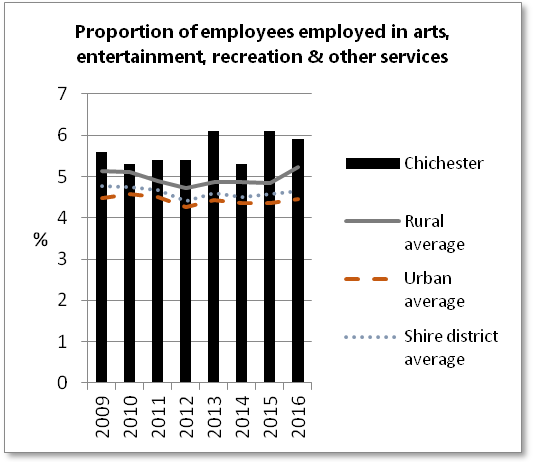 Proportion of employees employed in arts,
entertainment, recreation & other services
7
6
5
4
3
2
1
0
%
2009
2010
2011
2012
2013
2014
2015
2016
Chichester
Rural
average
Urban
average
Shire district
average